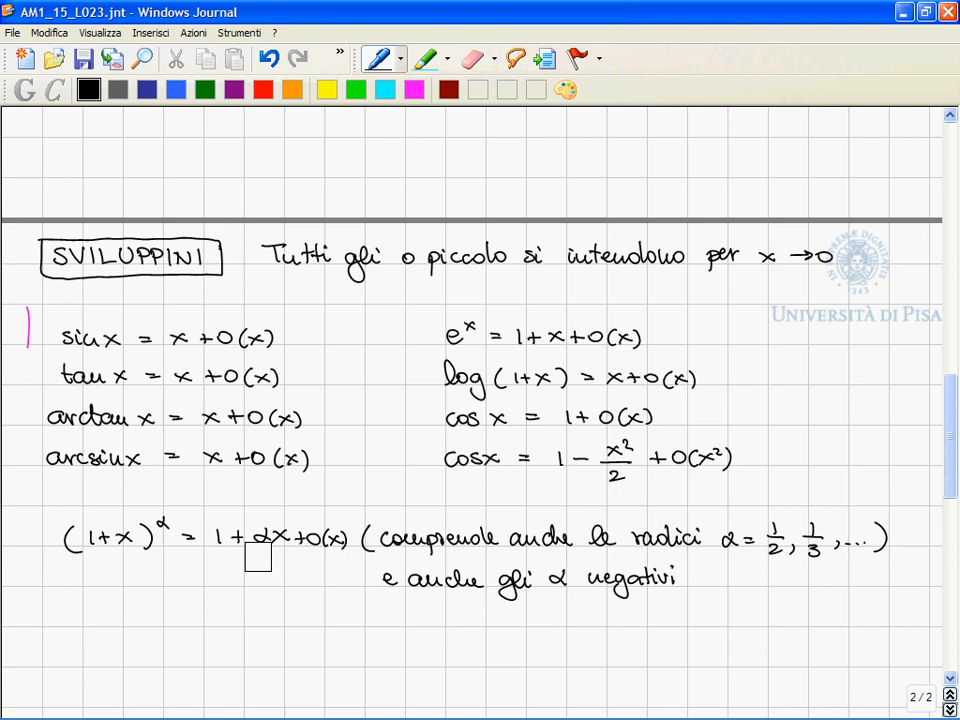 AM1_15_L023.jnt - Windows Journal
File Modifica Visualizza Inserisci Azioni Strumenti ?
SVILUPPINI Tutti gli o piccolo si intendono per x → 0
UNIVERSITÀ DI PISA
sin x = x + o(x)
tan x = x + o(x)
arctan x = x + o(x)
arcsin x = x + o(x)
e^x = 1 + x + o(x)
log (1+x) = x + o(x)
cos x = 1 + o(x)
cos x = 1 - x²/2 + o(x²)
(1+x)^α = 1 + αx + o(x) (comprende anche le radici α = 1/2, 1/3, ...)
e anche gli α negativi
2 / 2